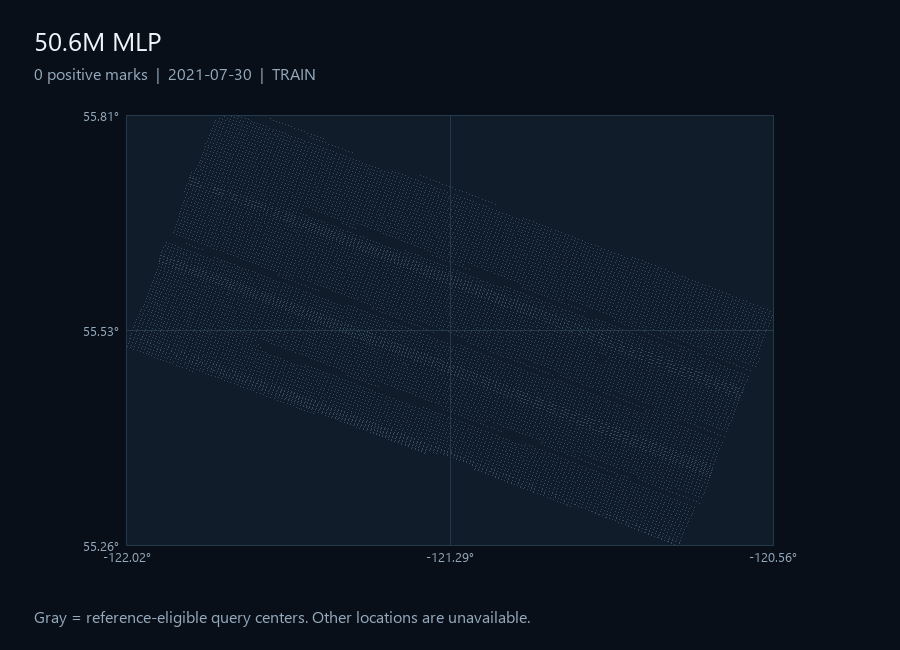 50.6M MLP
0 positive marks | 2021-07-30 | TRAIN
55.81°
55.53°
55.26°
-122.02° -121.29° -120.56°
Gray = reference-eligible query centers. Other locations are unavailable.